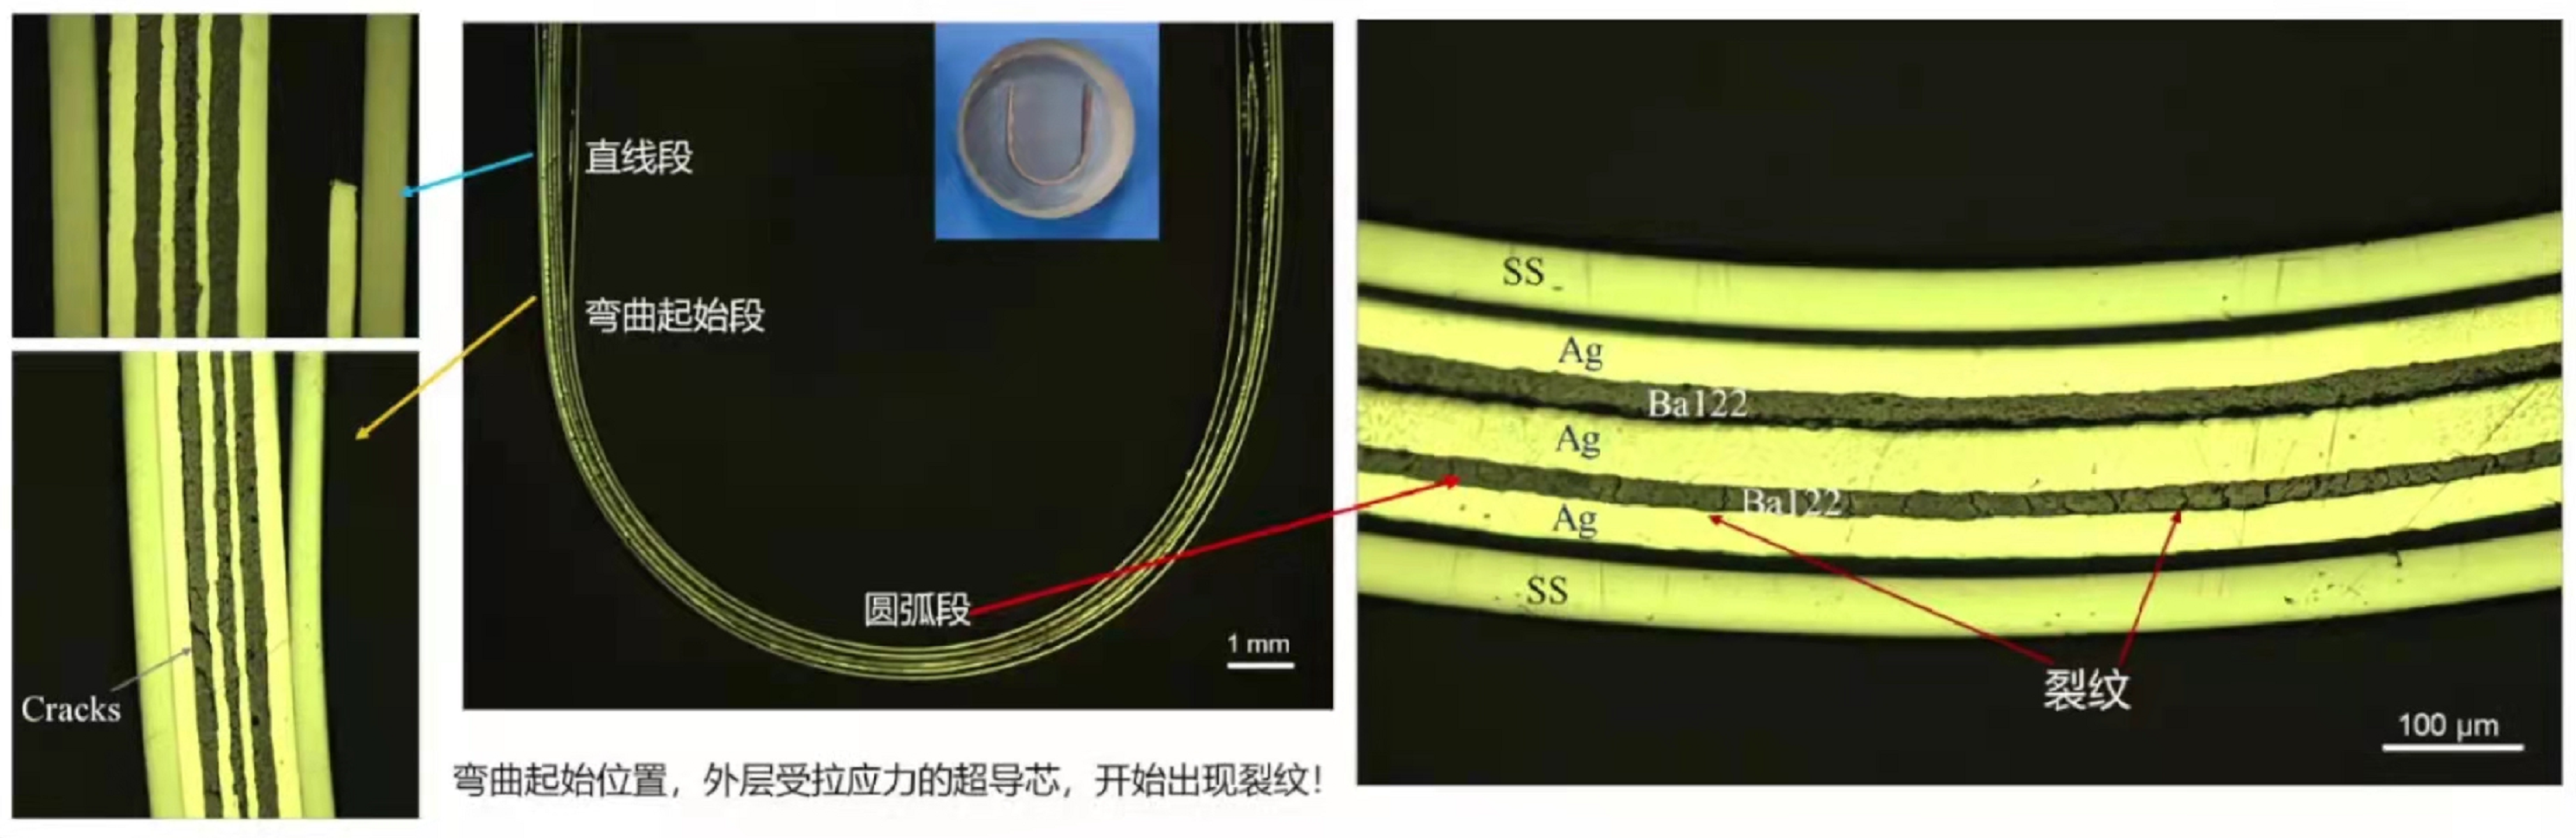 Cracks
直线段
弯曲起始段
圆弧段
1 mm
弯曲起始位置，外层受拉应力的超导芯，开始出现裂纹！
SS
Ag
Ba122
Ag
Ba122
Ag
SS
裂纹
100 μm